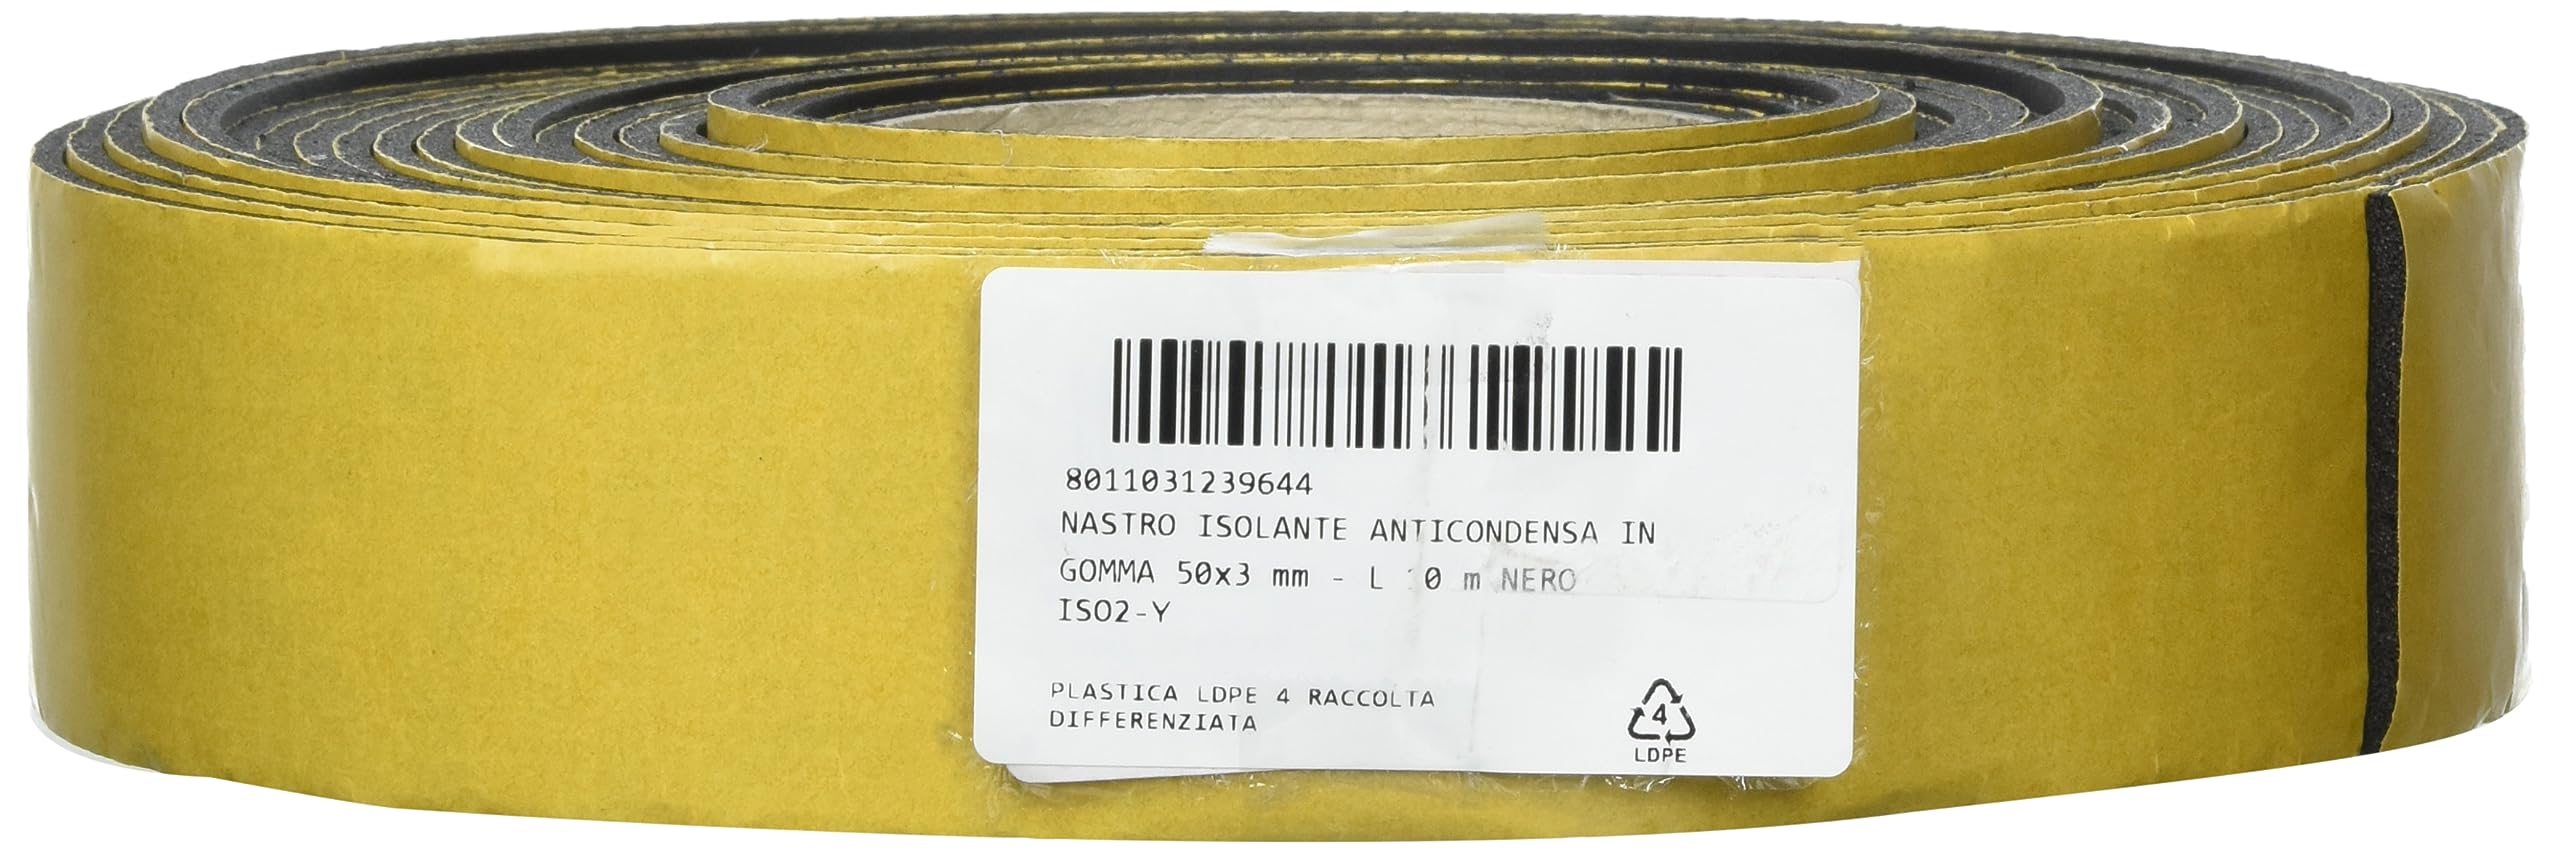 8011031239644
NASTRO ISOLANTE ANTICONDENSA IN
GOMMA 50x3 mm - L m NERO
ISO2-Y
PLASTICA LDPE 4 RACCOLTA
DIFFERENZIATA
4
LDPE